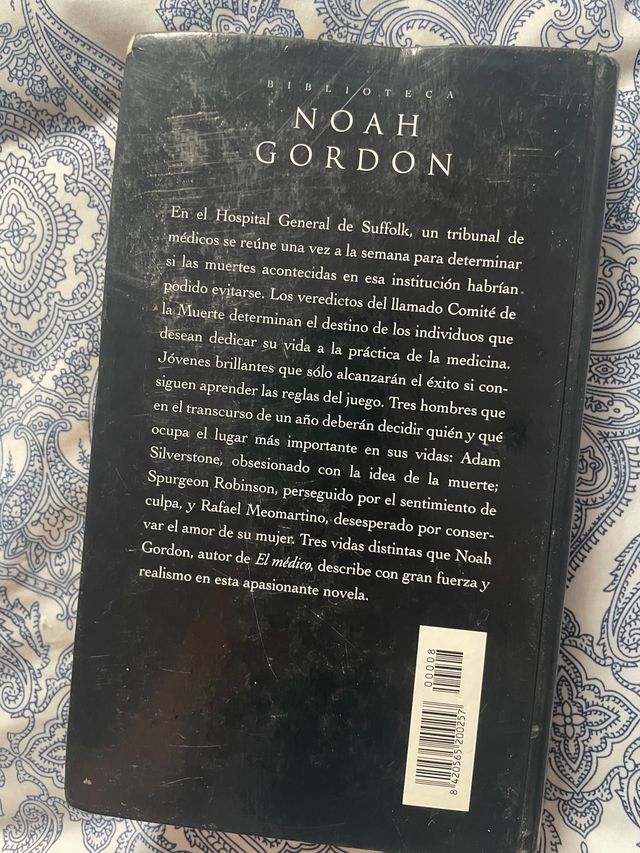 BIBLIOTECA
NOAH
GORDON
En el Hospital General de Suffolk, un tribunal de
médicos se reúne una vez a la semana para determinar
si las muertes acontecidas en esa institución habrían
podido evitarse. Los veredictos del llamado Comité de
la Muerte determinan el destino de los individuos que
desean dedicar su vida a la práctica de la medicina.
Jóvenes brillantes que sólo alcanzarán el éxito si con-
siguen aprender las reglas del juego. Tres hombres que
en el transcurso de un año deberán decidir quién y qué
ocupa el lugar más importante en sus vidas: Adam
Silverstone, obsesionado con la idea de la muerte;
Spurgeon Robinson, perseguido por el sentimiento de
culpa, y Rafael Meomartino, desesperado por conser-
var el amor de su mujer. Tres vidas distintas que Noah
Gordon, autor de El médico, describe con gran fuerza y
realismo en esta apasionante novela.
00008
8 420565 200257